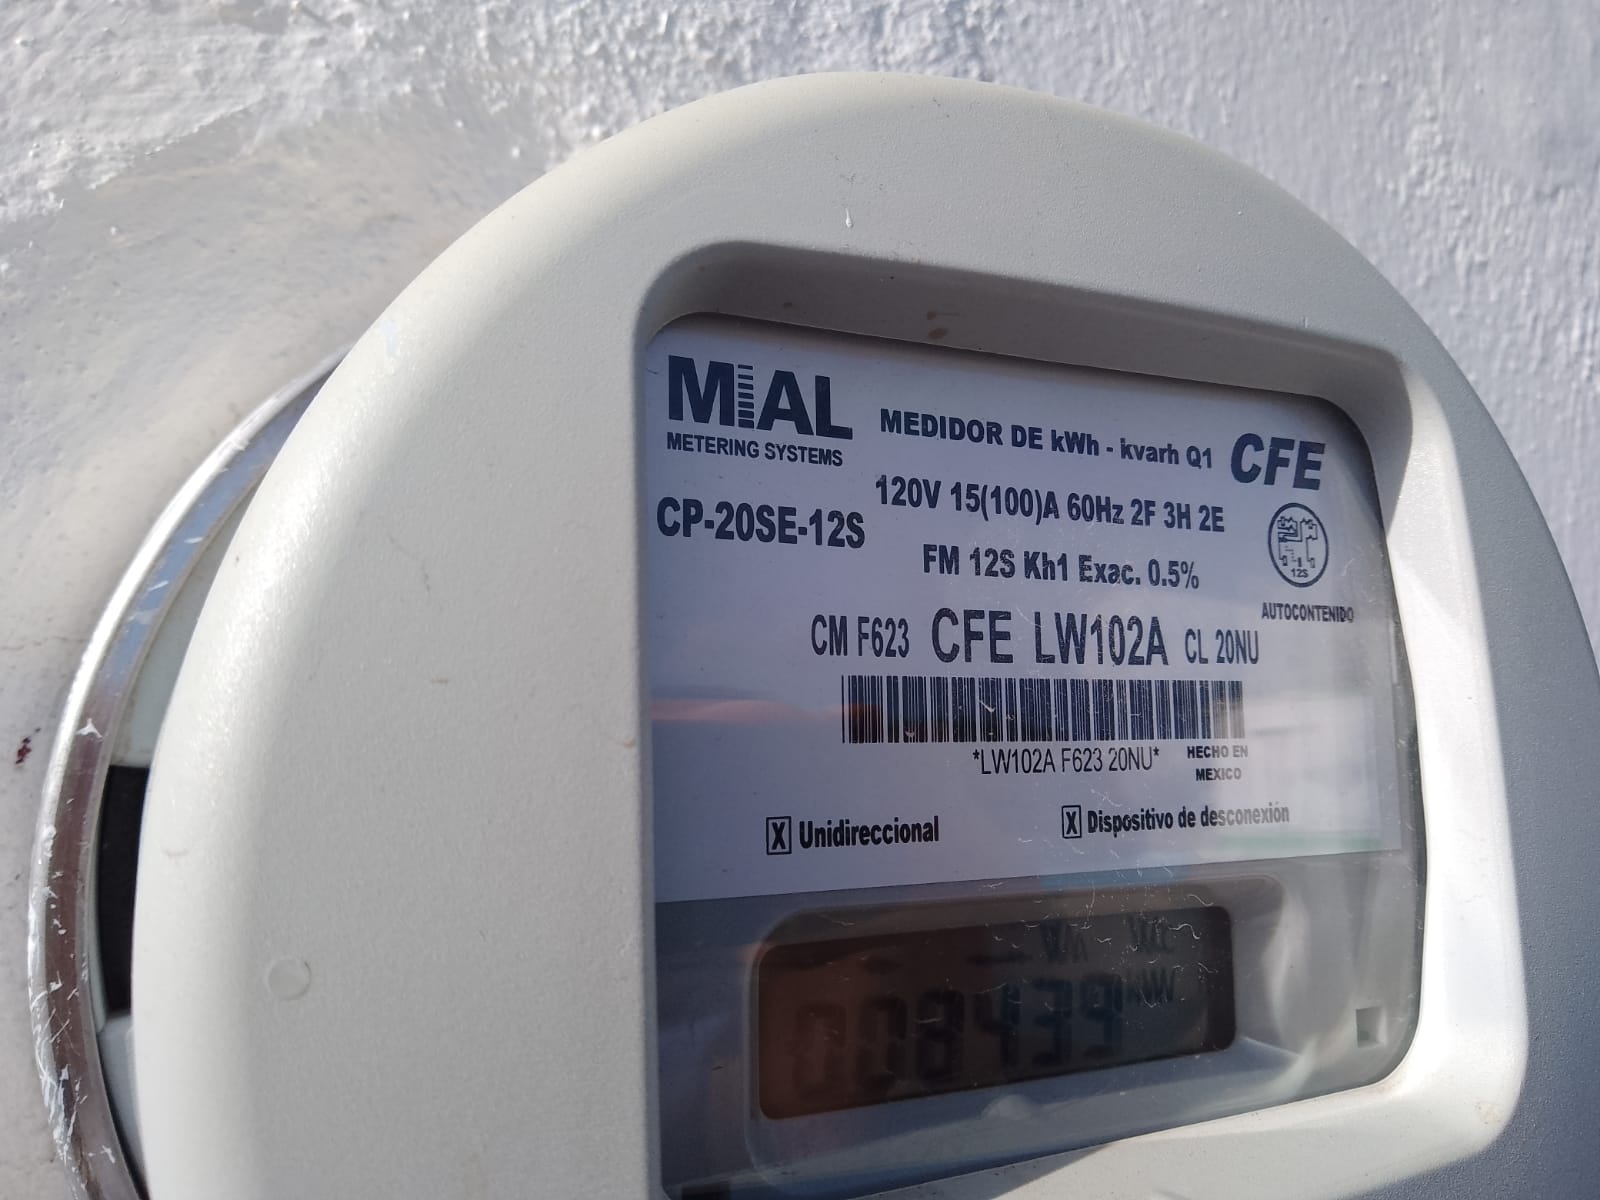 MIAL
METERING SYSTEMS
MEDIDOR DE kWh - kvarh Q1
CFE
CP-20SE-12S
120V 15(100)A 60Hz 2F 3H 2E
FM 12S Kh1 Exac. 0.5%
12S
AUTOCONTENIDO
CM F623 CFE LW102A CL 20NU
*LW102A F623 20NU*
HECHO EN
MEXICO
X Unidireccional
X Dispositivo de desconexión
008439